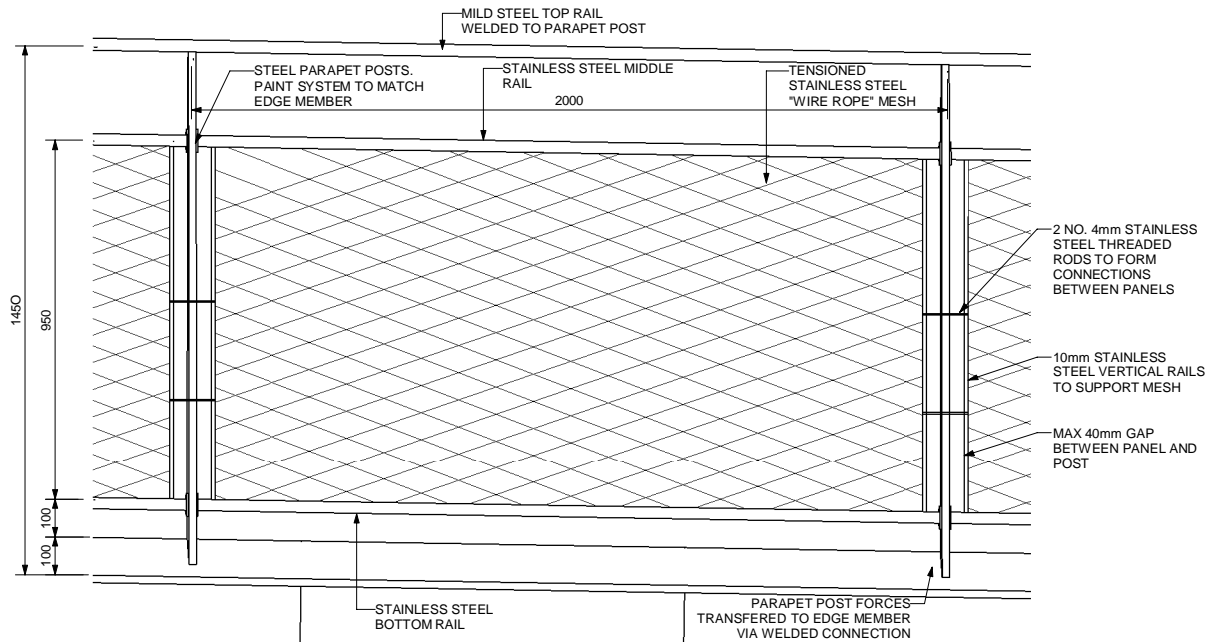 MILD STEEL TOP RAIL
WELDED TO PARAPET POST
STEEL PARAPET POSTS.
PAINT SYSTEM TO MATCH
EDGE MEMBER
STAINLESS STEEL MIDDLE
RAIL
TENSIONED
STAINLESS STEEL
"WIRE ROPE" MESH
2000
2 NO. 4mm STAINLESS
STEEL THREADED
RODS TO FORM
CONNECTIONS
BETWEEN PANELS
1450
950
10mm STAINLESS
STEEL VERTICAL RAILS
TO SUPPORT MESH
MAX 40mm GAP
BETWEEN PANEL AND
POST
100
100
STAINLESS STEEL
BOTTOM RAIL
PARAPET POST FORCES
TRANSFERED TO EDGE MEMBER
VIA WELDED CONNECTION